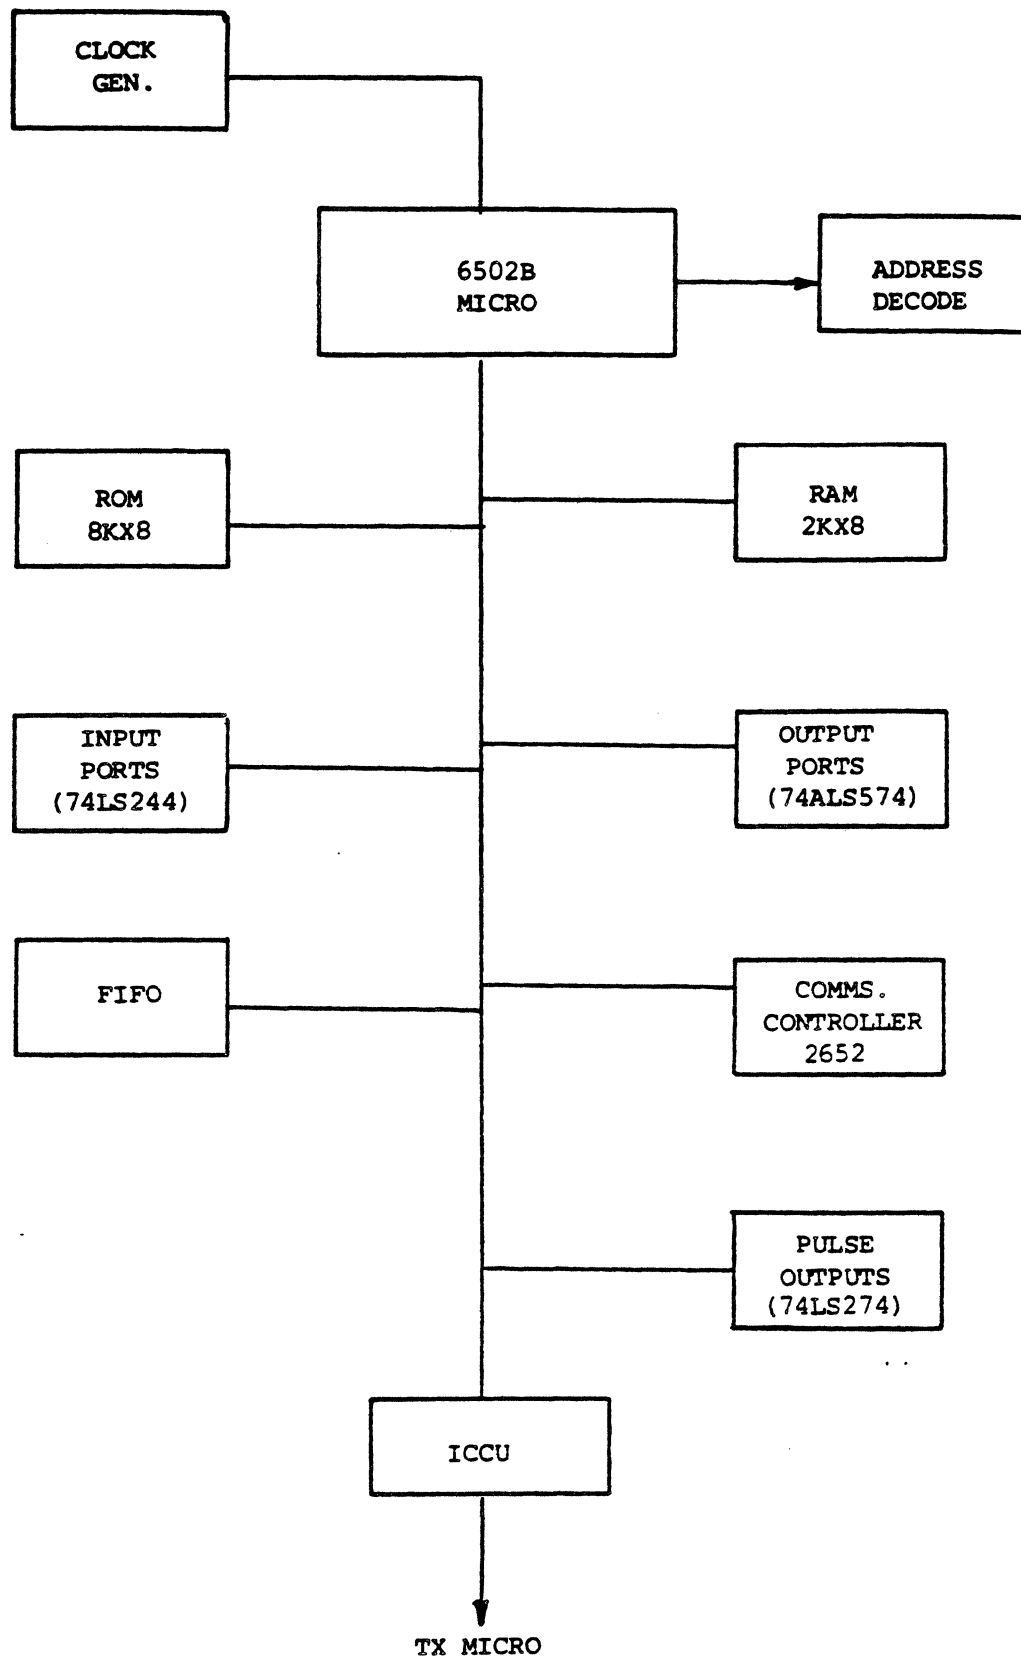 CLOCK
GEN.
6502B
MICRO
ADDRESS
DECODE
ROM
8KX8
RAM
2KX8
INPUT
PORTS
(74LS244)
OUTPUT
PORTS
(74ALS574)
FIFO
COMMS.
CONTROLLER
2652
PULSE
OUTPUTS
(74LS274)
ICCU
TX MICRO